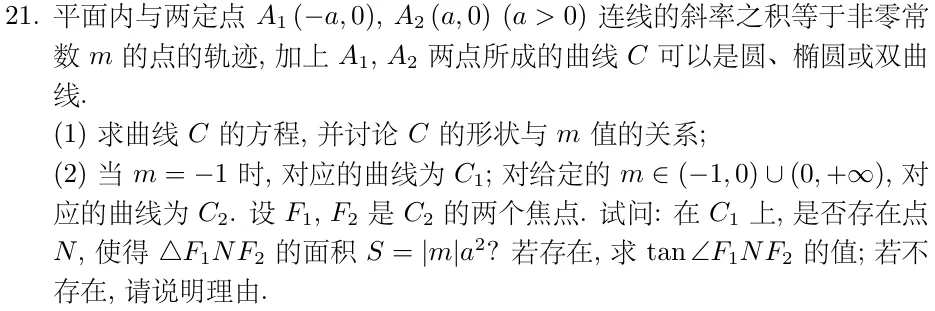 21. 平面内与两定点 A₁ (−a, 0), A₂ (a, 0) (a > 0) 连线的斜率之积等于非零常
数 m 的点的轨迹, 加上 A₁, A₂ 两点所成的曲线 C 可以是圆、椭圆或双曲
线.
(1) 求曲线 C 的方程, 并讨论 C 的形状与 m 值的关系;
(2) 当 m = −1 时, 对应的曲线为 C₁; 对给定的 m ∈ (−1, 0) ∪ (0, +∞), 对
应的曲线为 C₂. 设 F₁, F₂ 是 C₂ 的两个焦点. 试问: 在 C₁ 上, 是否存在点
N, 使得 △F₁NF₂ 的面积 S = |m|a²? 若存在, 求 tan ∠F₁NF₂ 的值; 若不
存在, 请说明理由.